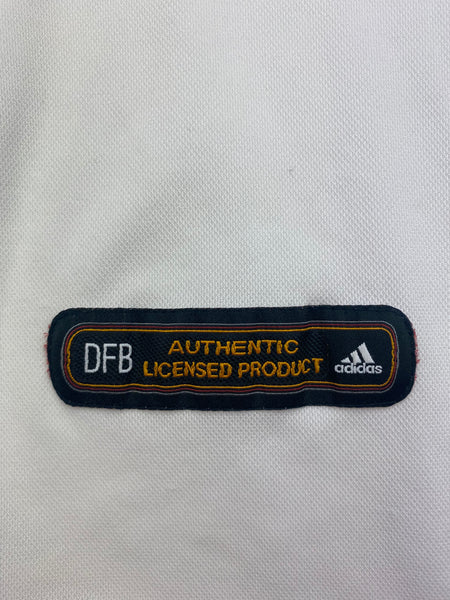 DFB
AUTHENTIC
LICENSED PRODUCT
adidas